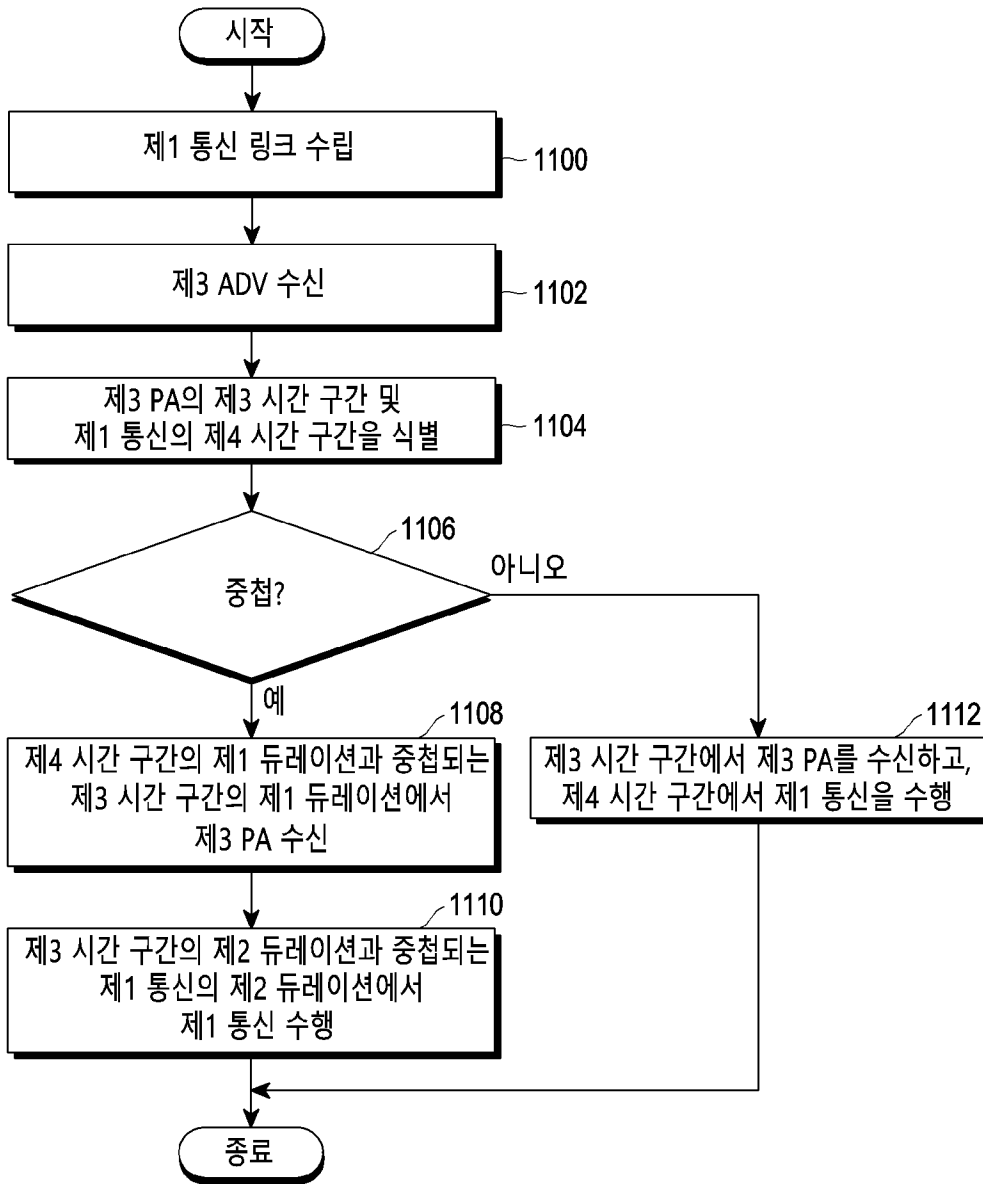 시작
제1 통신 링크 수립
1100
제3 ADV 수신
1102
제3 PA의 제3 시간 구간 및
제1 통신의 제4 시간 구간을 식별
1104
1106
중첩?
아니오
예
1108
제4 시간 구간의 제1 듀레이션과 중첩되는
제3 시간 구간의 제1 듀레이션에서
제3 PA 수신
1112
제3 시간 구간에서 제3 PA를 수신하고,
제4 시간 구간에서 제1 통신을 수행
1110
제3 시간 구간의 제2 듀레이션과 중첩되는
제1 통신의 제2 듀레이션에서
제1 통신 수행
종료